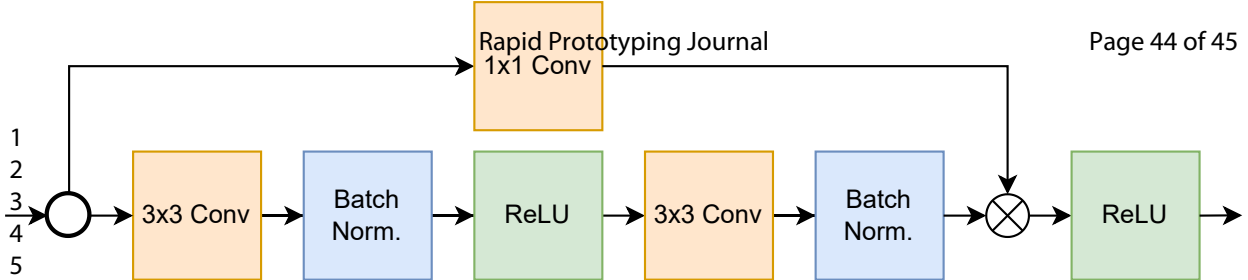 Rapid Prototyping Journal
Page 44 of 45
1x1 Conv
1
2
3
4
5
3x3 Conv
Batch
Norm.
ReLU
3x3 Conv
Batch
Norm.
ReLU